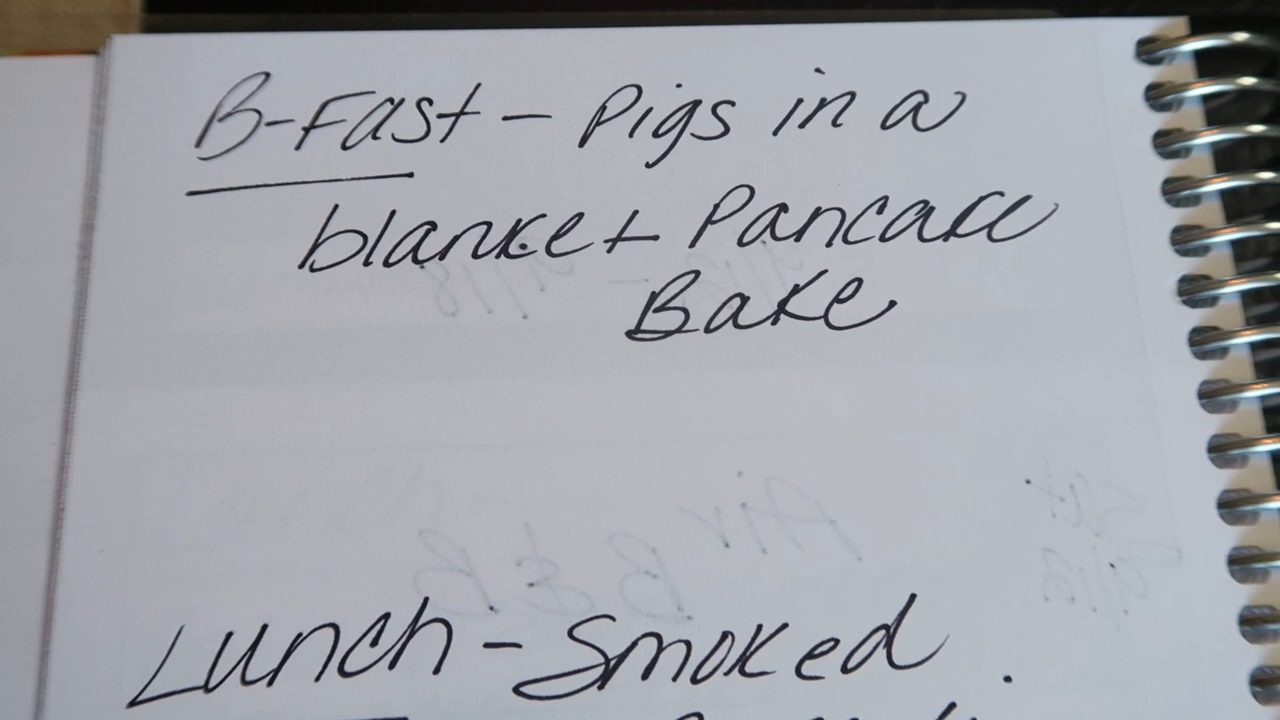 B-Fast - Pigs in a
blanket Pancake
Bake
Lunch - Smoked